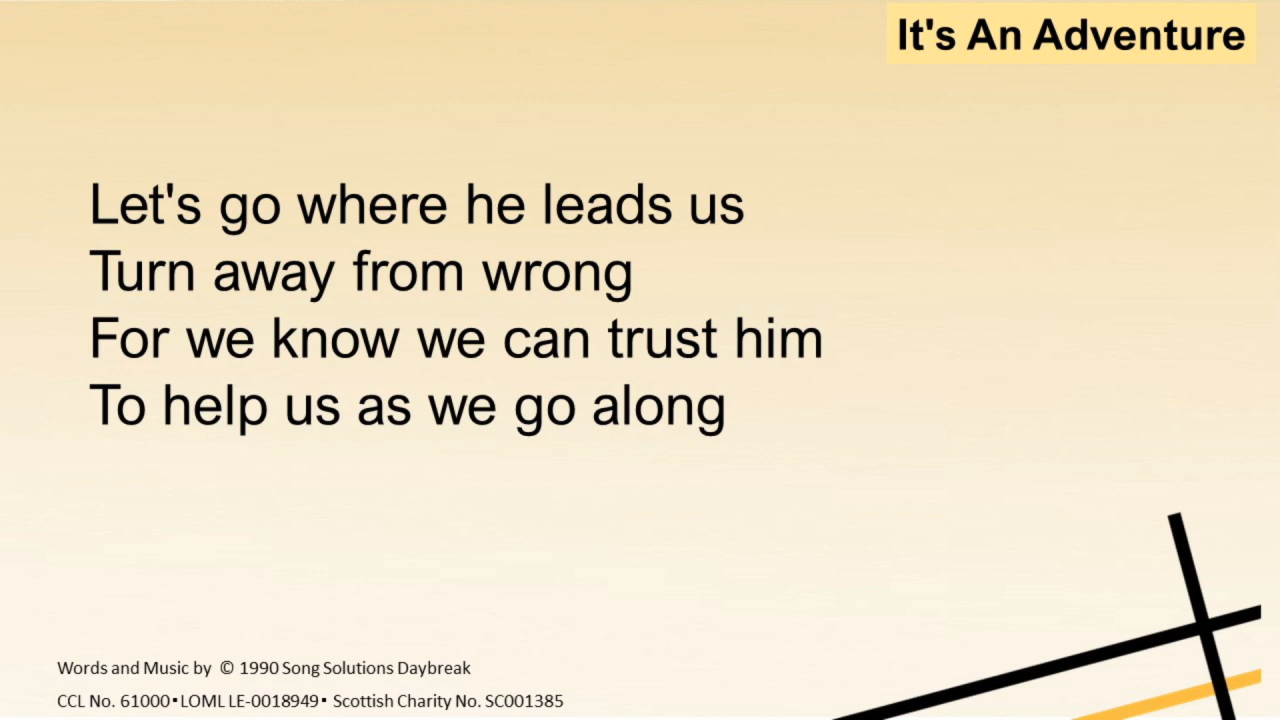 It's An Adventure
Let's go where he leads us
Turn away from wrong
For we know we can trust him
To help us as we go along
Words and Music by © 1990 Song Solutions Daybreak
CCL No. 61000▪LOML LE-0018949▪ Scottish Charity No. SC001385